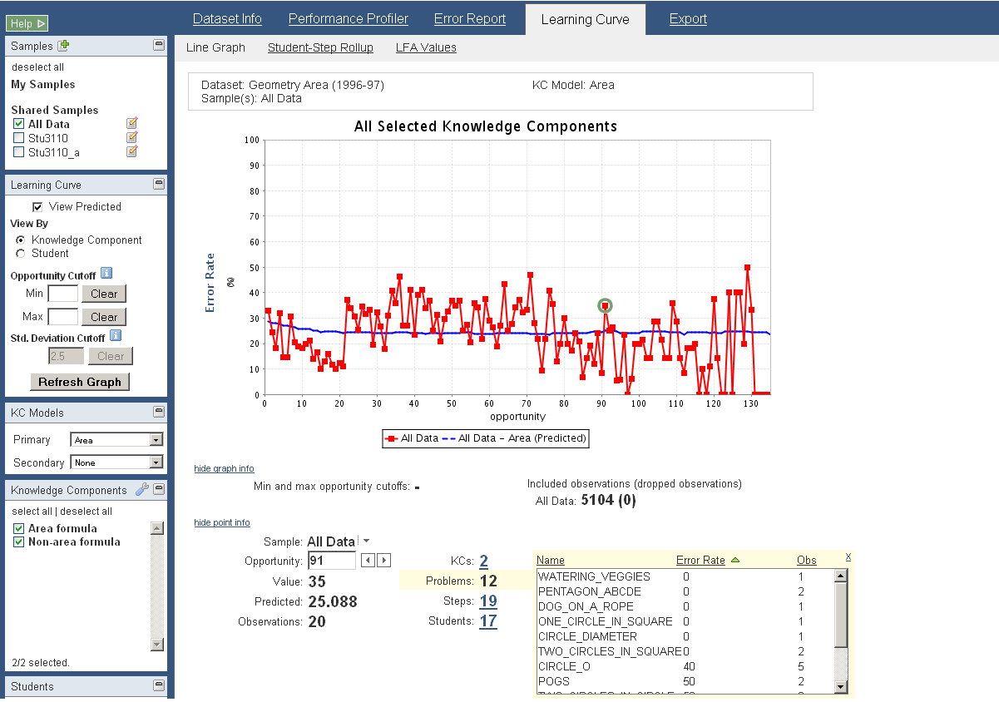 Help
Dataset Info Performance Profiler Error Report Learning Curve Export
Line Graph Student-Step Rollup LFA Values
Samples
deselect all
My Samples
Shared Samples
All Data
Stu3110
Stu3110_a
Learning Curve
View Predicted
View By
Knowledge Component
Student
Opportunity Cutoff
Min Clear
Max Clear
Std. Deviation Cutoff
2.5 Clear
Refresh Graph
KC Models
Primary Area
Secondary None
Knowledge Components
select all | deselect all
Area formula
Non-area formula
2/2 selected.
Students
Dataset: Geometry Area (1996-97) KC Model: Area
Sample(s): All Data
All Selected Knowledge Components
100
90
80
70
60
50
40
30
20
10
0
Error Rate
(%)
0 10 20 30 40 50 60 70 80 90 100 110 120 130
opportunity
All Data All Data - Area (Predicted)
hide graph info
Min and max opportunity cutoffs: -
Included observations (dropped observations)
All Data: 5104 (0)
hide point info
Sample: All Data
Opportunity: 91
Value: 35
Predicted: 25.088
Observations: 20
KCs: 2
Problems: 12
Steps: 19
Students: 17
x
Name Error Rate Obs
WATERING_VEGGIES 0 1
PENTAGON_ABCDE 0 2
DOG_ON_A_ROPE 0 1
ONE_CIRCLE_IN_SQUARE 0 1
CIRCLE_DIAMETER 0 1
TWO_CIRCLES_IN_SQUARE 0 2
CIRCLE_O 40 5
POGS 50 2